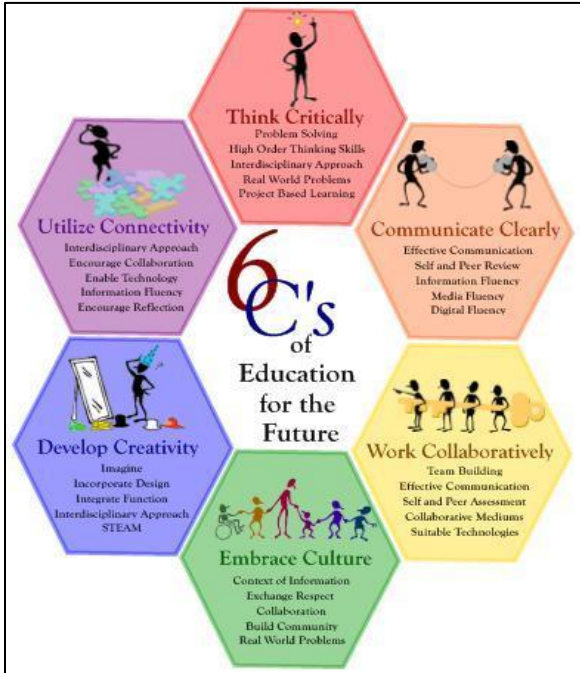 Think Critically
Problem Solving
High Order Thinking Skills
Interdisciplinary Approach
Real World Problems
Project Based Learning
Utilize Connectivity
Interdisciplinary Approach
Encourage Collaboration
Enable Technology
Information Fluency
Encourage Reflection
Communicate Clearly
Effective Communication
Self and Peer Review
Information Fluency
Media Fluency
Digital Fluency
6
C's
of
Education
for the
Future
Develop Creativity
Imagine
Incorporate Design
Integrate Function
Interdisciplinary Approach
STEAM
Work Collaboratively
Team Building
Effective Communication
Self and Peer Assessment
Collaborative Mediums
Suitable Technologies
Embrace Culture
Context of Information
Exchange Respect
Collaboration
Build Community
Real World Problems